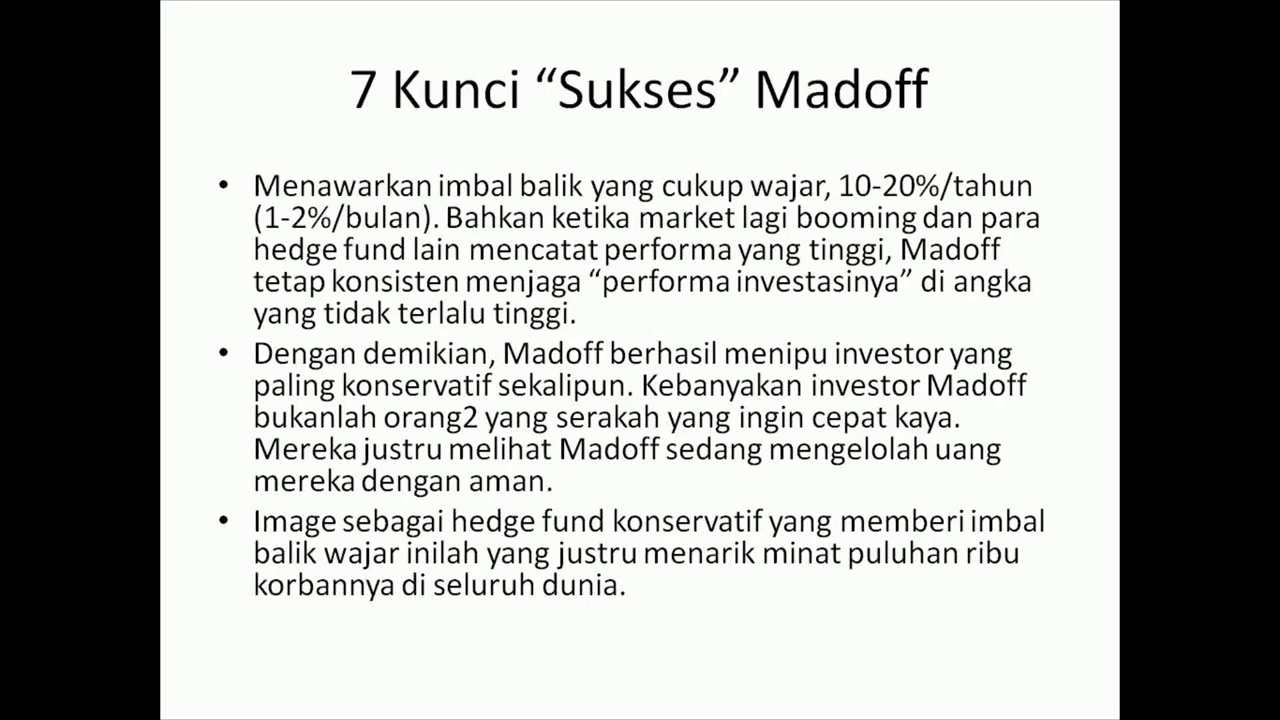 7 Kunci “Sukses” Madoff
• Menawarkan imbal balik yang cukup wajar, 10-20%/tahun
(1-2%/bulan). Bahkan ketika market lagi booming dan para
hedge fund lain mencatat performa yang tinggi, Madoff
tetap konsisten menjaga “performa investasinya” di angka
yang tidak terlalu tinggi.
• Dengan demikian, Madoff berhasil menipu investor yang
paling konservatif sekalipun. Kebanyakan investor Madoff
bukanlah orang2 yang serakah yang ingin cepat kaya.
Mereka justru melihat Madoff sedang mengelolah uang
mereka dengan aman.
• Image sebagai hedge fund konservatif yang memberi imbal
balik wajar inilah yang justru menarik minat puluhan ribu
korbannya di seluruh dunia.